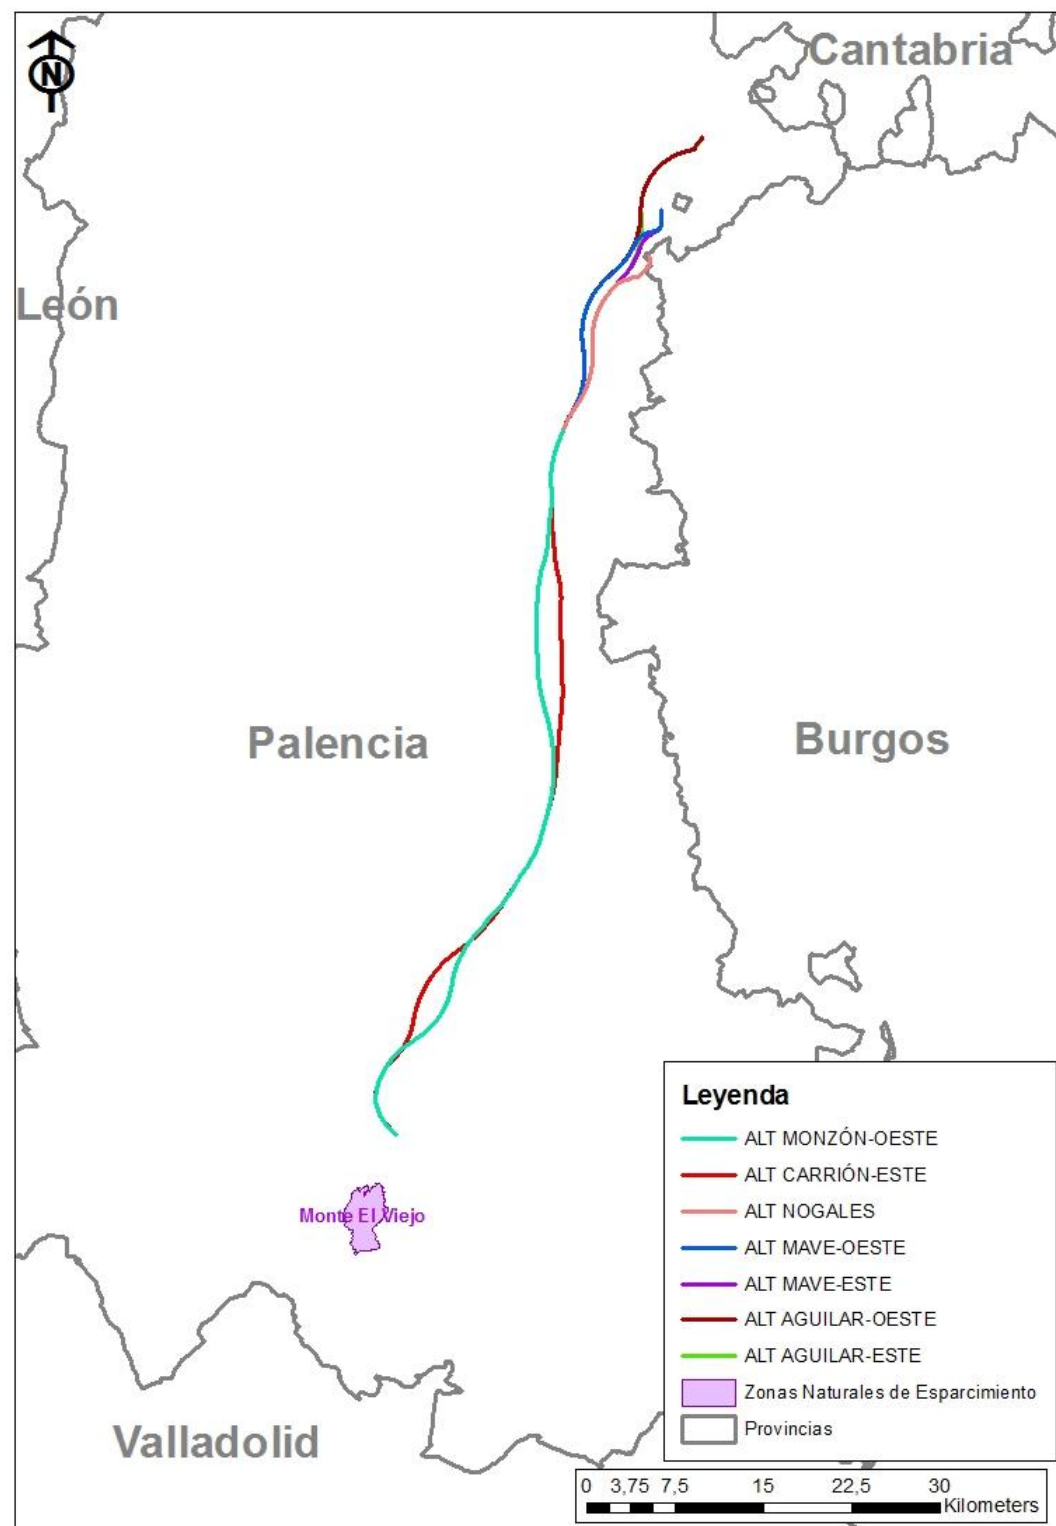 Cantabria
N
León
Palencia
Burgos
Monte El Viejo
Valladolid
Leyenda
ALT MONZÓN-OESTE
ALT CARRIÓN-ESTE
ALT NOGALES
ALT MAVE-OESTE
ALT MAVE-ESTE
ALT AGUILAR-OESTE
ALT AGUILAR-ESTE
Zonas Naturales de Esparcimiento
Provincias
0 3,75 7,5 15 22,5 30
Kilometers